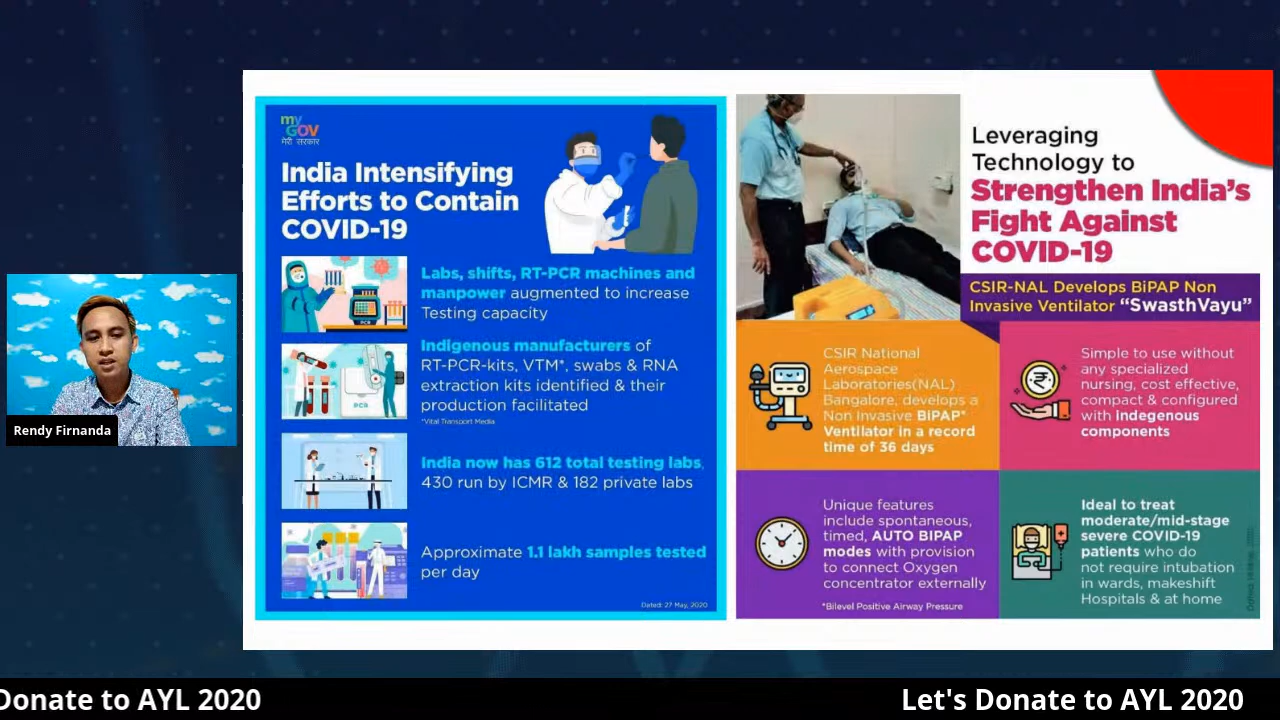 my
GOV
मेरी सरकार
India Intensifying
Efforts to Contain
COVID-19
Labs, shifts, RT-PCR machines and
manpower augmented to increase
Testing capacity
PCR
Indigenous manufacturers of
RT-PCR-kits, VTM*, swabs & RNA
extraction kits identified & their
production facilitated
*Vital Transport Media
PCR
India now has 612 total testing labs,
430 run by ICMR & 182 private labs
Approximate 1.1 lakh samples tested
per day
Dated: 27 May, 2020
Leveraging
Technology to
Strengthen India's
Fight Against
COVID-19
CSIR-NAL Develops BiPAP Non
Invasive Ventilator “SwasthVayu”
CSIR National
Aerospace
Laboratories(NAL)
Bangalore, develops a
Non Invasive BiPAP*
Ventilator in a record
time of 36 days
Simple to use without
any specialized
nursing, cost effective,
compact & configured
with indegenous
components
Unique features
include spontaneous,
timed, AUTO BIPAP
modes with provision
to connect Oxygen
concentrator externally
*Bilevel Positive Airway Pressure
Ideal to treat
moderate/mid-stage
severe COVID-19
patients who do
not require intubation
in wards, makeshift
Hospitals & at home
Rendy Firnanda
Donate to AYL 2020
Let's Donate to AYL 2020